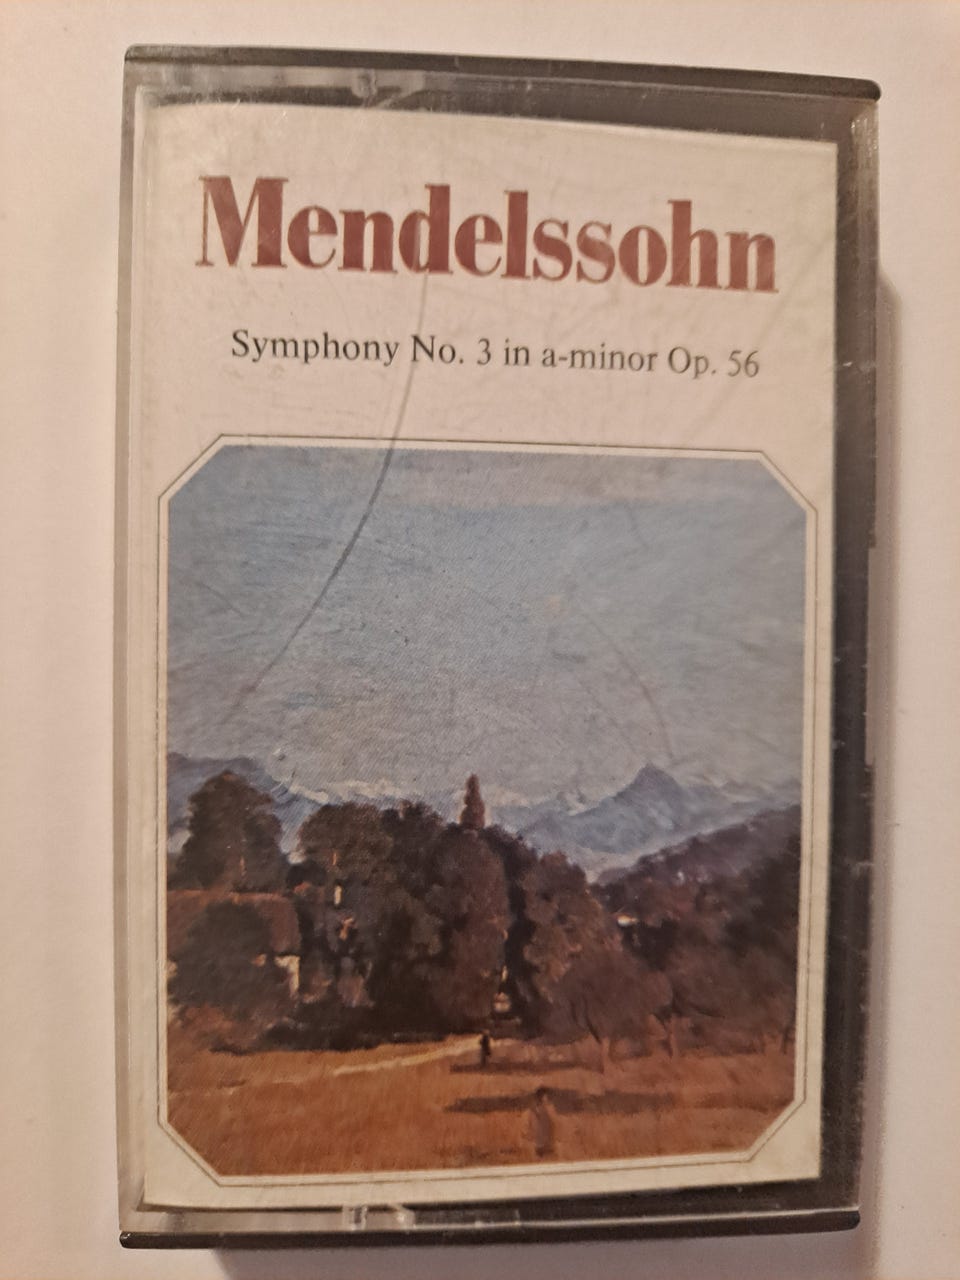 Mendelssohn
Symphony No. 3 in a-minor Op. 56